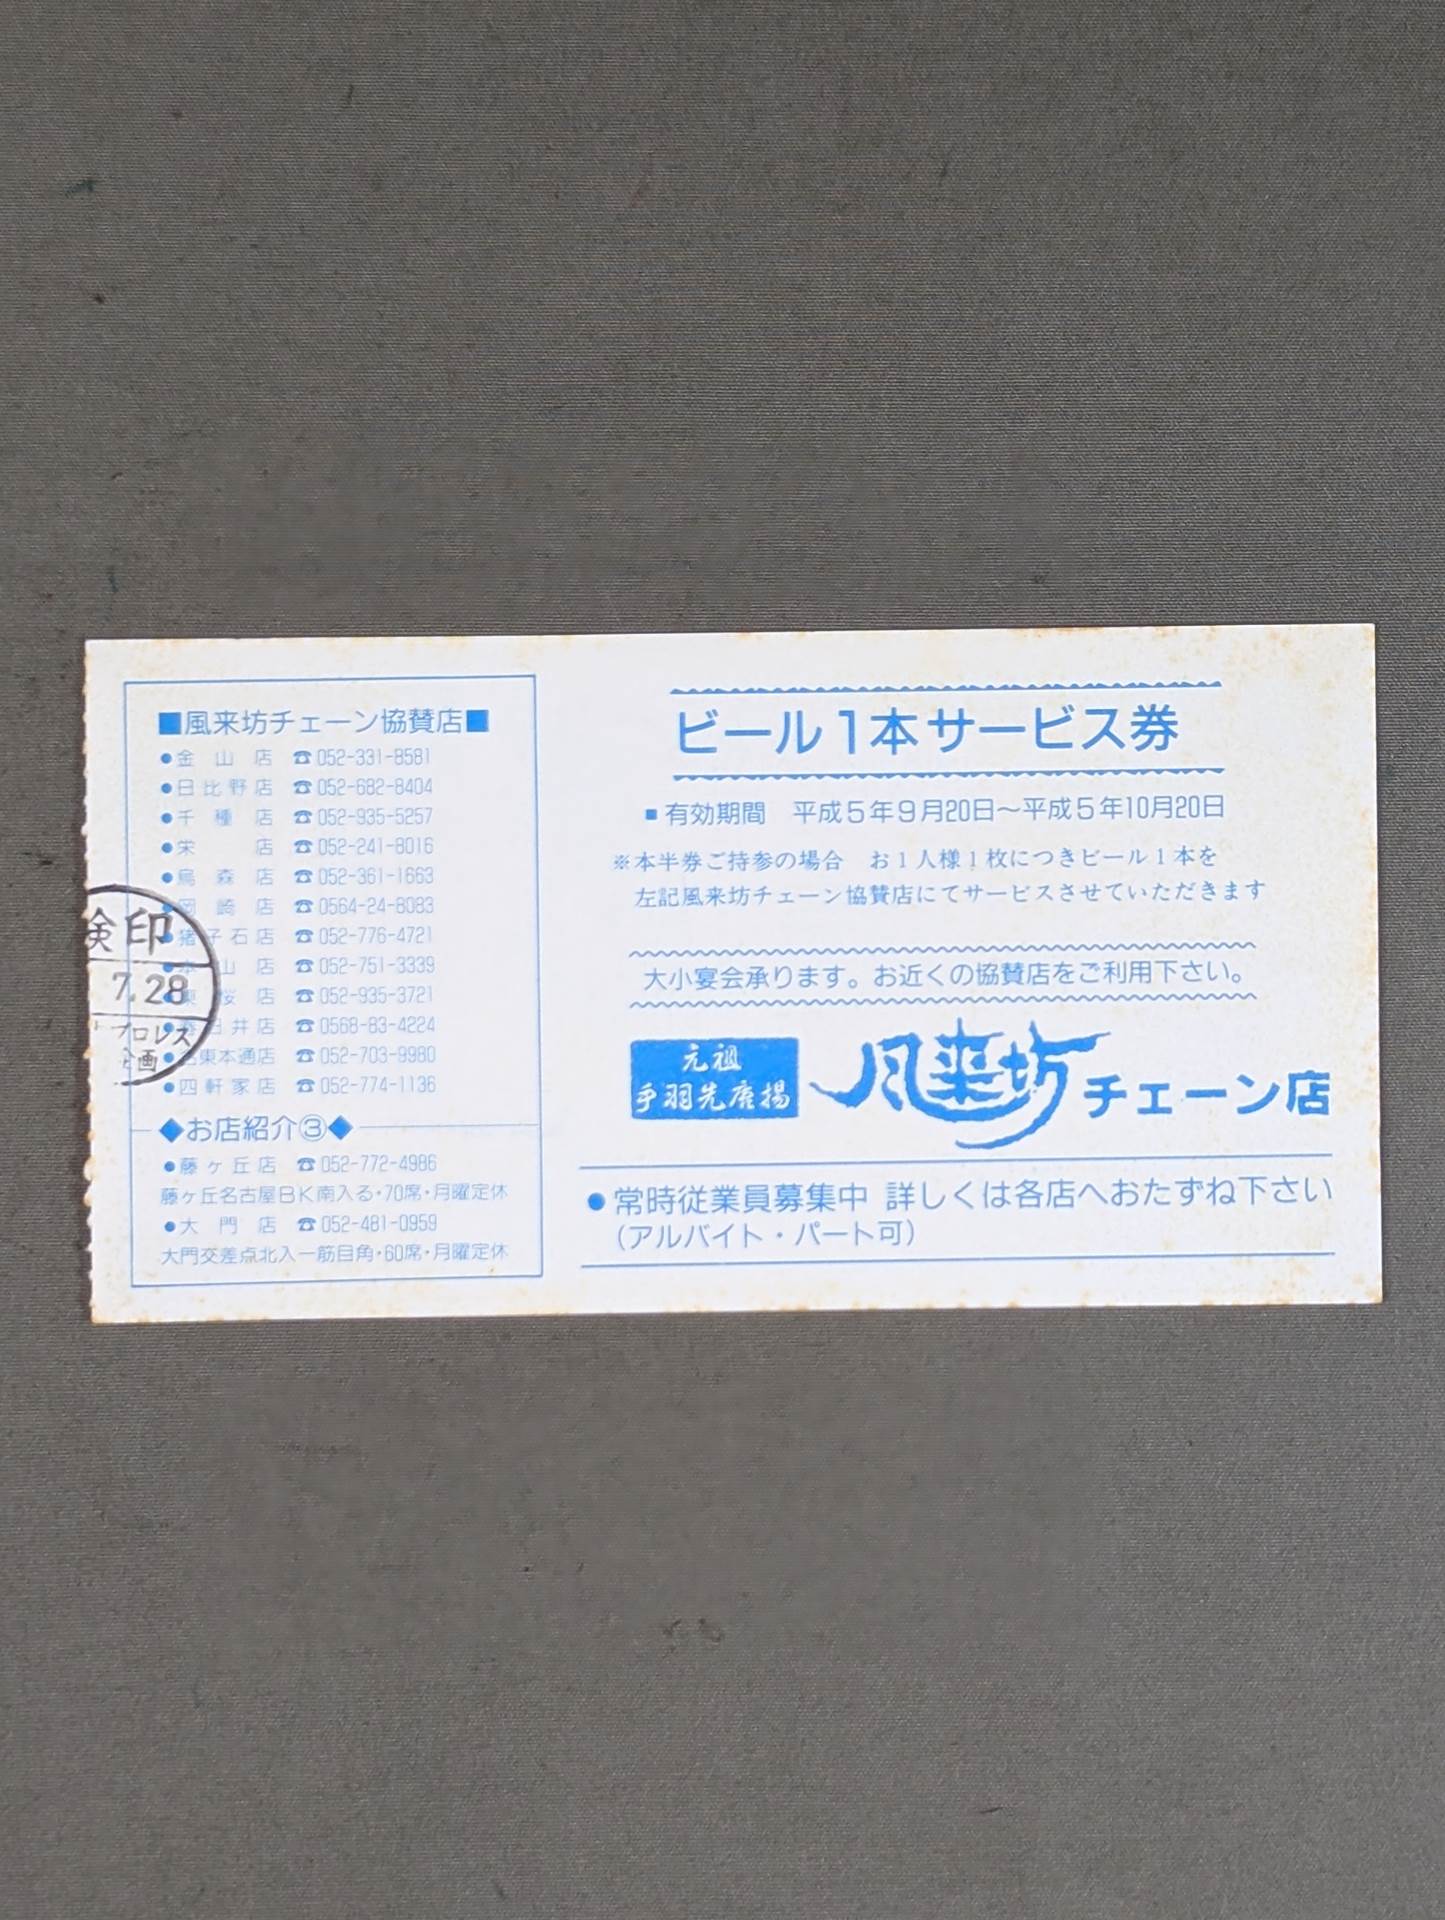 ■風来坊チェーン協賛店■
●金山店 ☎052-331-8581
●日比野店 ☎052-682-8404
●千種店 ☎052-935-5257
●栄店 ☎052-241-8016
●烏森店 ☎052-361-1663
●岡崎店 ☎0564-24-8083
●猪子石店 ☎052-776-4721
●本山店 ☎052-751-3339
●東桜店 ☎052-935-3721
●春日井店 ☎0568-83-4224
●名東本通店 ☎052-703-9980
●四軒家店 ☎052-774-1136
◆お店紹介③◆
●藤ヶ丘店 ☎052-772-4986
藤ヶ丘名古屋BK南入る・70席・月曜定休
●大門店 ☎052-481-0959
大門交差点北入一筋目角・60席・月曜定休
検印
7.28
プロレス
企画
ビール1本サービス券
■有効期間 平成5年9月20日〜平成5年10月20日
※本半券ご持参の場合 お1人様1枚につきビール1本を
左記風来坊チェーン協賛店にてサービスさせていただきます
大小宴会承ります。お近くの協賛店をご利用下さい。
元祖
手羽先唐揚
風来坊チェーン店
●常時従業員募集中 詳しくは各店へおたずね下さい
(アルバイト・パート可)